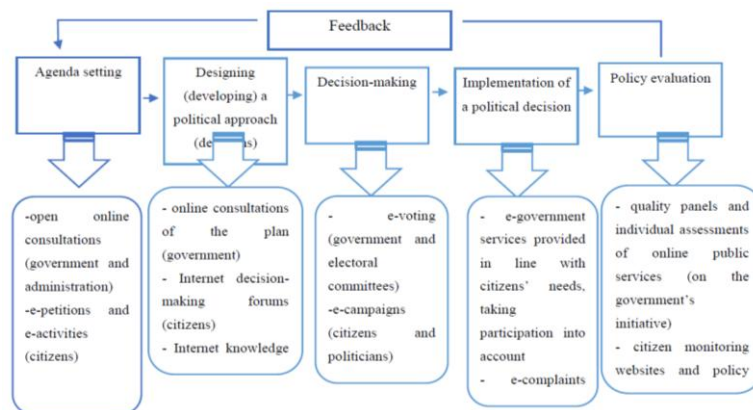 Feedback
Agenda setting
Designing
(developing) a
political approach
Decision-making
Implementation of
a political decision
Policy evaluation
-open online
consultations
(government and
administration)
-e-petitions and
e-activities
(citizens)
- online consultations
of the plan
(government)
- Internet decision-
making forums
(citizens)
- Internet knowledge
- e-voting
(government and
electoral
committees)
-e-campaigns
(citizens and
politicians)
- e-government
services provided
in line with
citizens’ needs,
taking
participation into
account
- e-complaints
- quality panels and
individual assessments
of online public
services (on the
government’s
initiative)
- citizen monitoring
websites and policy